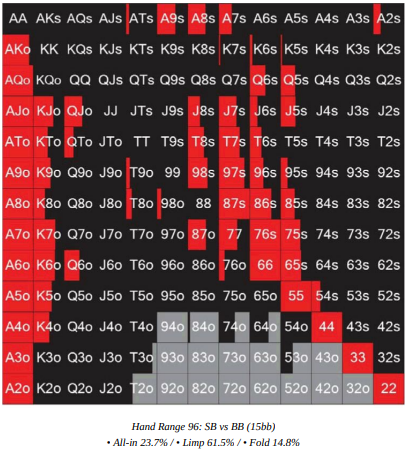 AA AKs AQs AJs ATs A9s A8s A7s A6s A5s A4s A3s A2s
AKo KK KQs KJs KTs K9s K8s K7s K6s K5s K4s K3s K2s
AQo KQo QQ QJs QTs Q9s Q8s Q7s Q6s Q5s Q4s Q3s Q2s
AJo KJo QJo JJ JTs J9s J8s J7s J6s J5s J4s J3s J2s
ATo KTo QTo JTo TT T9s T8s T7s T6s T5s T4s T3s T2s
A9o K9o Q9o J9o T9o 99 98s 97s 96s 95s 94s 93s 92s
A8o K8o Q8o J8o T8o 98o 88 87s 86s 85s 84s 83s 82s
A7o K7o Q7o J7o T7o 97o 87o 77 76s 75s 74s 73s 72s
A6o K6o Q6o J6o T6o 96o 86o 76o 66 65s 64s 63s 62s
A5o K5o Q5o J5o T5o 95o 85o 75o 65o 55 54s 53s 52s
A4o K4o Q4o J4o T4o 94o 84o 74o 64o 54o 44 43s 42s
A3o K3o Q3o J3o T3o 93o 83o 73o 63o 53o 43o 33 32s
A2o K2o Q2o J2o T2o 92o 82o 72o 62o 52o 42o 32o 22
Hand Range 96: SB vs BB (15bb)
• All-in 23.7% / • Limp 61.5% / • Fold 14.8%